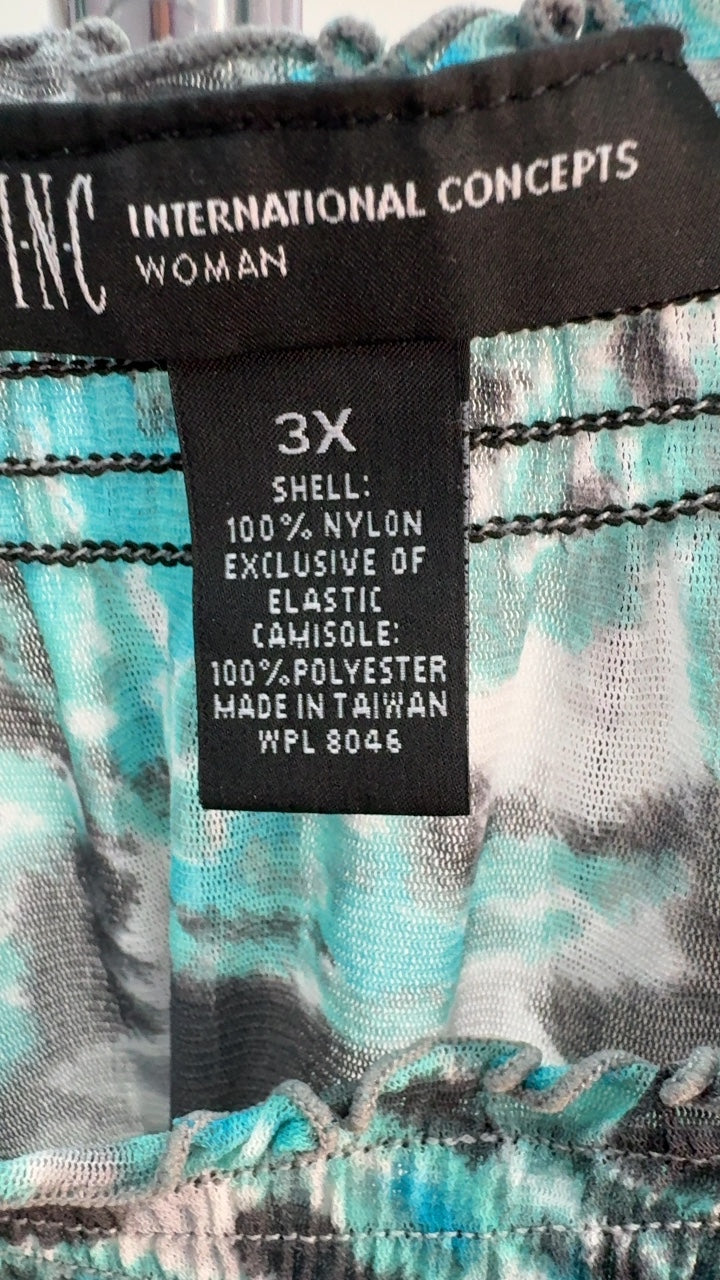 I·N·C INTERNATIONAL CONCEPTS
WOMAN
3X
SHELL:
100% NYLON
EXCLUSIVE OF
ELASTIC
CAMISOLE:
100% POLYESTER
MADE IN TAIWAN
WPL 8046